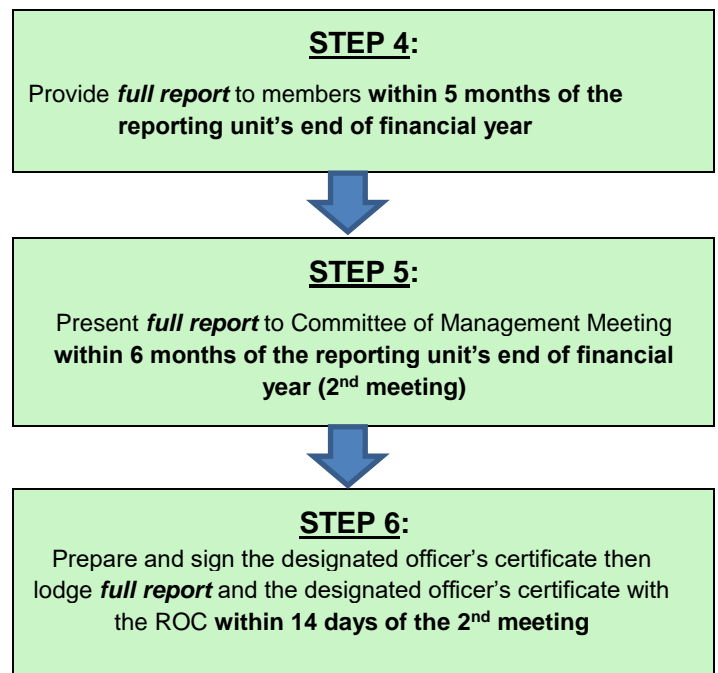 STEP 4:
Provide full report to members within 5 months of the
reporting unit's end of financial year
STEP 5:
Present full report to Committee of Management Meeting
within 6 months of the reporting unit's end of financial
year (2nd meeting)
STEP 6:
Prepare and sign the designated officer's certificate then
lodge full report and the designated officer's certificate with
the ROC within 14 days of the 2nd meeting